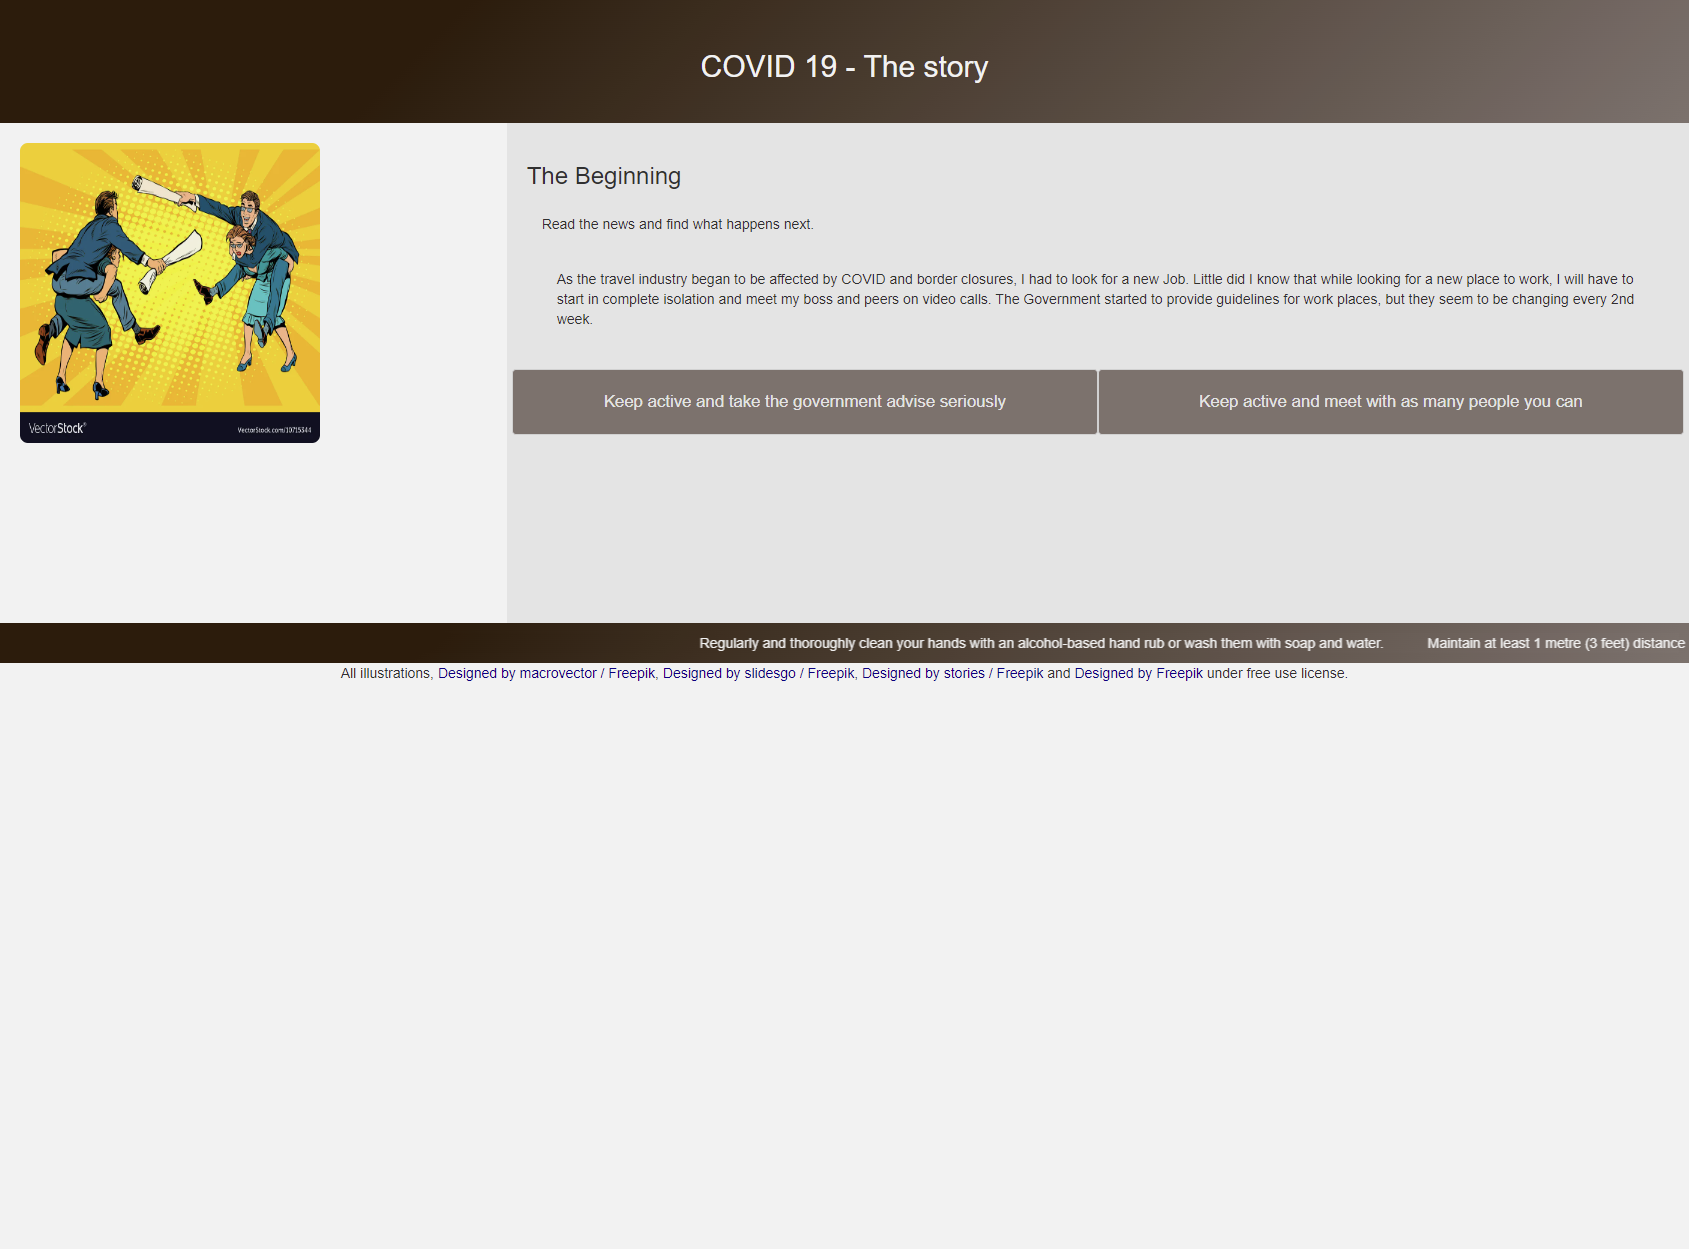 COVID 19 - The story
VectorStock®
VectorStock.com/10715344
The Beginning
Read the news and find what happens next.
As the travel industry began to be affected by COVID and border closures, I had to look for a new Job. Little did I know that while looking for a new place to work, I will have to
start in complete isolation and meet my boss and peers on video calls. The Government started to provide guidelines for work places, but they seem to be changing every 2nd
week.
Keep active and take the government advise seriously
Keep active and meet with as many people you can
Regularly and thoroughly clean your hands with an alcohol-based hand rub or wash them with soap and water. Maintain at least 1 metre (3 feet) distance
All illustrations, Designed by macrovector / Freepik, Designed by slidesgo / Freepik, Designed by stories / Freepik and Designed by Freepik under free use license.